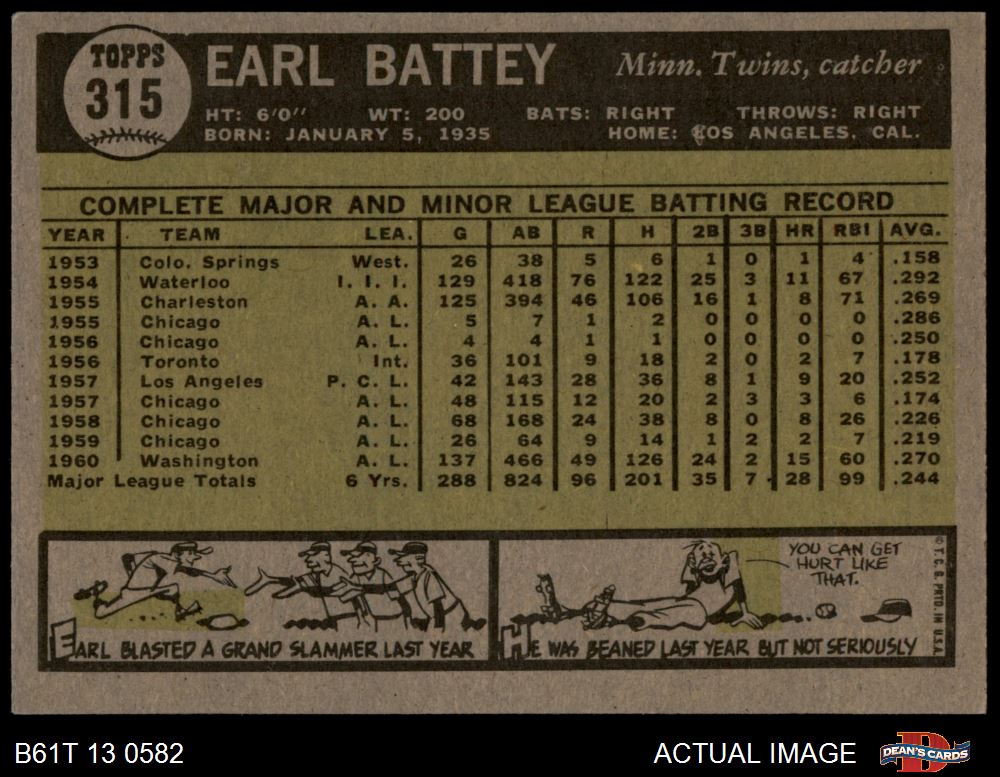 TOPPS
315
EARL BATTEY Minn. Twins, catcher
HT: 6'0" WT: 200 BATS: RIGHT THROWS: RIGHT
BORN: JANUARY 5, 1935 HOME: LOS ANGELES, CAL.
COMPLETE MAJOR AND MINOR LEAGUE BATTING RECORD
YEAR TEAM LEA. G AB R H 2B 3B HR RBI AVG.
1953 Colo. Springs West. 26 38 5 6 1 0 1 4 .158
1954 Waterloo I. I. I. 129 418 76 122 25 3 11 67 .292
1955 Charleston A. A. 125 394 46 106 16 1 8 71 .269
1955 Chicago A. L. 5 7 1 2 0 0 0 0 .286
1956 Chicago A. L. 4 4 1 1 0 0 0 0 .250
1956 Toronto Int. 36 101 9 18 2 0 2 7 .178
1957 Los Angeles P. C. L. 42 143 28 36 8 1 9 20 .252
1957 Chicago A. L. 48 115 12 20 2 3 3 6 .174
1958 Chicago A. L. 68 168 24 38 8 0 8 26 .226
1959 Chicago A. L. 26 64 9 14 1 2 2 7 .219
1960 Washington A. L. 137 466 49 126 24 2 15 60 .270
Major League Totals 6 Yrs. 288 824 96 201 35 7 28 99 .244
YOU CAN GET
HURT LIKE
THAT.
EARL BLASTED A GRAND SLAMMER LAST YEAR
HE WAS BEANED LAST YEAR BUT NOT SERIOUSLY
© T. C. G. PRTD. IN U.S.A.
B61T 13 0582 ACTUAL IMAGE
DEAN'S CARDS